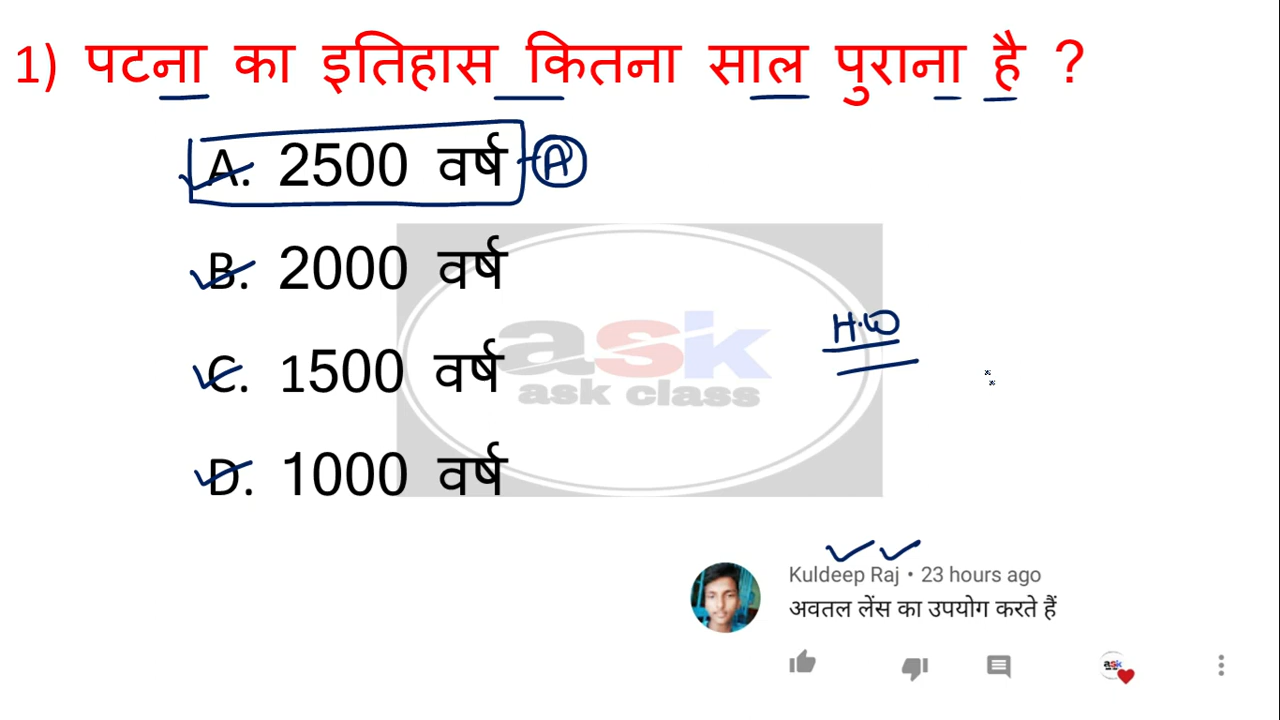 1) पटना का इतिहास कितना साल पुराना है ?
A. 2500 वर्ष A
B. 2000 वर्ष
C. 1500 वर्ष
D. 1000 वर्ष
H.W
ask
ask class
Kuldeep Raj • 23 hours ago
अवतल लेंस का उपयोग करते हैं
ask